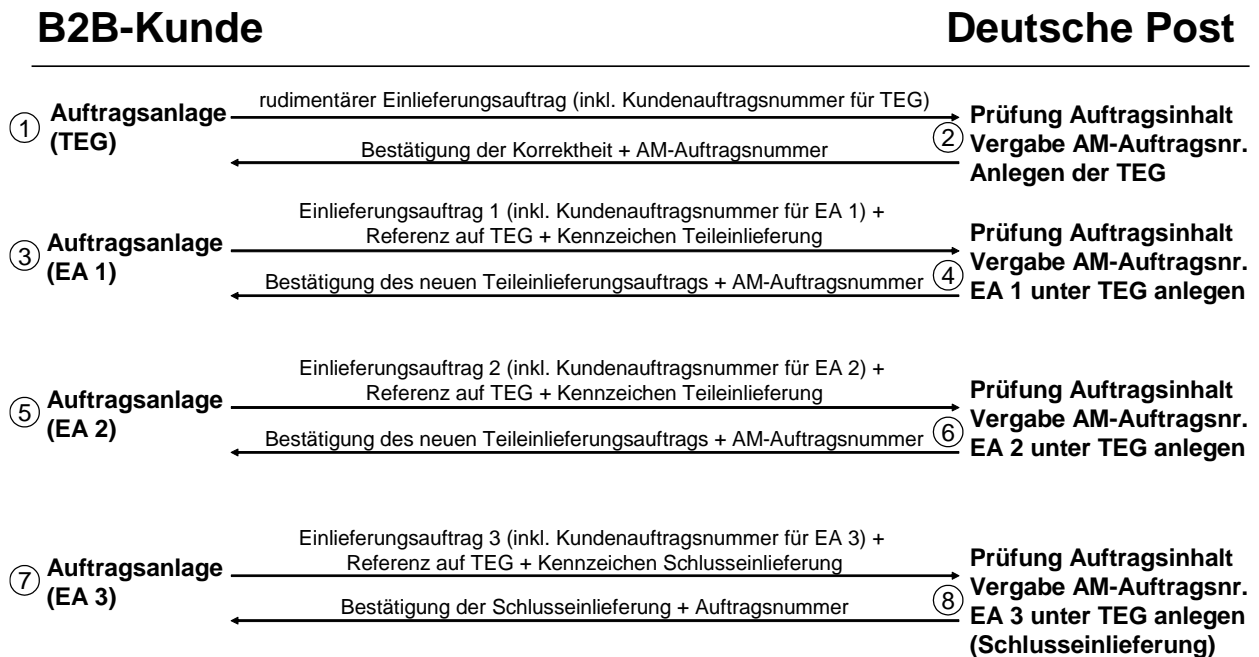 B2B-Kunde
Deutsche Post
1
Auftragsanlage
(TEG)
rudimentärer Einlieferungsauftrag (inkl. Kundenauftragsnummer für TEG)
Bestätigung der Korrektheit + AM-Auftragsnummer
2
Prüfung Auftragsinhalt
Vergabe AM-Auftragsnr.
Anlegen der TEG
3
Auftragsanlage
(EA 1)
Einlieferungsauftrag 1 (inkl. Kundenauftragsnummer für EA 1) +
Referenz auf TEG + Kennzeichen Teileinlieferung
Bestätigung des neuen Teileinlieferungsauftrags + AM-Auftragsnummer
4
Prüfung Auftragsinhalt
Vergabe AM-Auftragsnr.
EA 1 unter TEG anlegen
5
Auftragsanlage
(EA 2)
Einlieferungsauftrag 2 (inkl. Kundenauftragsnummer für EA 2) +
Referenz auf TEG + Kennzeichen Teileinlieferung
Bestätigung des neuen Teileinlieferungsauftrags + AM-Auftragsnummer
6
Prüfung Auftragsinhalt
Vergabe AM-Auftragsnr.
EA 2 unter TEG anlegen
7
Auftragsanlage
(EA 3)
Einlieferungsauftrag 3 (inkl. Kundenauftragsnummer für EA 3) +
Referenz auf TEG + Kennzeichen Schlusseinlieferung
Bestätigung der Schlusseinlieferung + Auftragsnummer
8
Prüfung Auftragsinhalt
Vergabe AM-Auftragsnr.
EA 3 unter TEG anlegen
(Schlusseinlieferung)